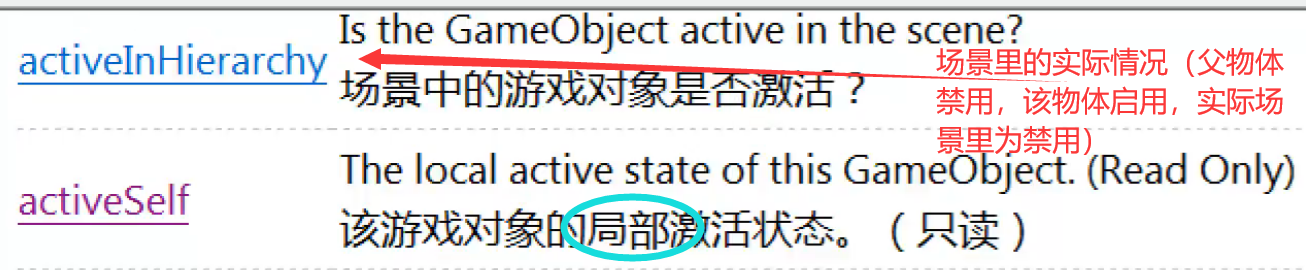 activeInHierarchy
Is the GameObject active in the scene?
场景中的游戏对象是否激活？
场景里的实际情况（父物体
禁用，该物体启用，实际场
景里为禁用）
activeSelf
The local active state of this GameObject. (Read Only)
该游戏对象的局部激活状态。（只读）